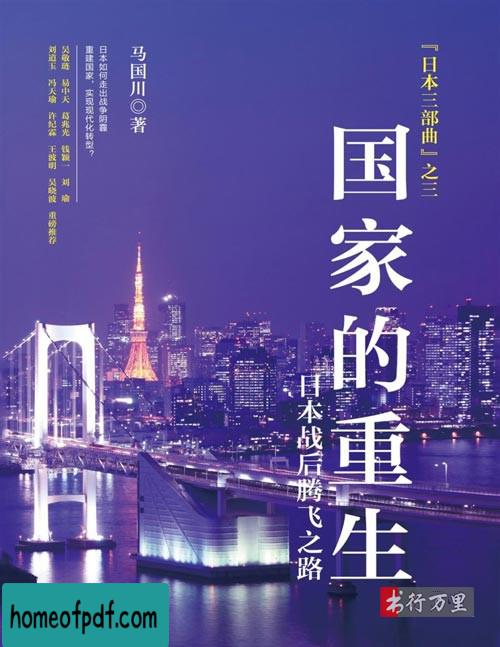 『日本三部曲』之三
国家的重生
日本战后腾飞之路
马国川◎著
日本如何走出战争阴霾
重建国家，实现现代化转型？
吴敬琏 易中天 葛兆光 钱颖一 刘瑜
刘道玉 冯天瑜 许纪霖 王波明 吴晓波 重磅推荐
书行万里
homeofpdf.com